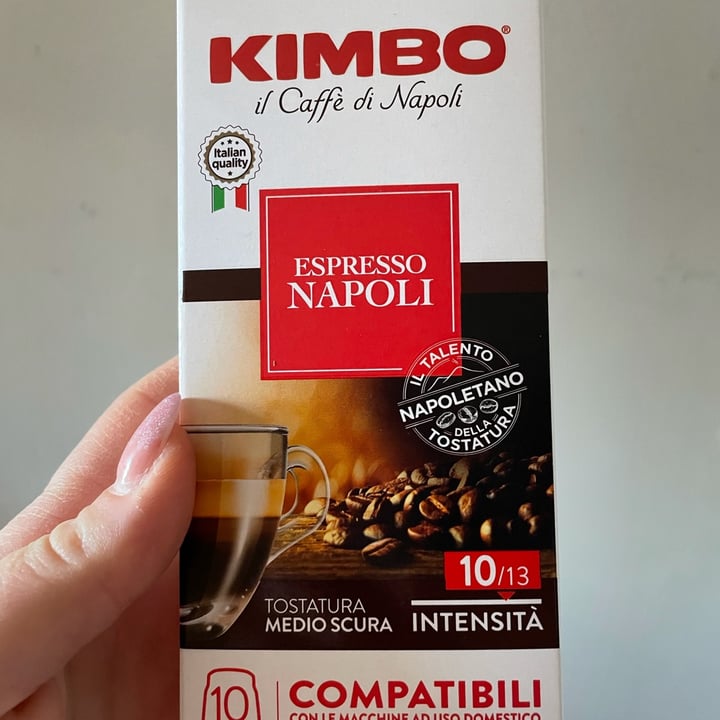 KIMBO®
il Caffè di Napoli
Italian
quality
ESPRESSO
NAPOLI
IL TALENTO
NAPOLETANO
DELLA
TOSTATURA
10/13
TOSTATURA
MEDIO SCURA
INTENSITÀ
10
COMPATIBILI
CON LE MACCHINE AD USO DOMESTICO